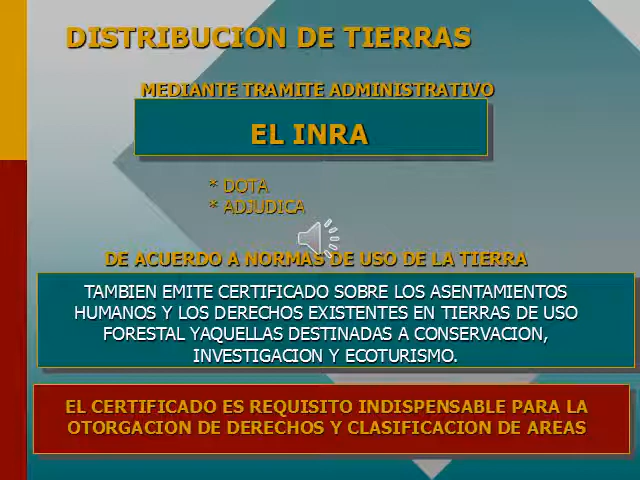 DISTRIBUCION DE TIERRAS
MEDIANTE TRAMITE ADMINISTRATIVO
EL INRA
* DOTA
* ADJUDICA
DE ACUERDO A NORMAS DE USO DE LA TIERRA
TAMBIEN EMITE CERTIFICADO SOBRE LOS ASENTAMIENTOS
HUMANOS Y LOS DERECHOS EXISTENTES EN TIERRAS DE USO
FORESTAL YAQUELLAS DESTINADAS A CONSERVACION,
INVESTIGACION Y ECOTURISMO.
EL CERTIFICADO ES REQUISITO INDISPENSABLE PARA LA
OTORGACION DE DERECHOS Y CLASIFICACION DE AREAS